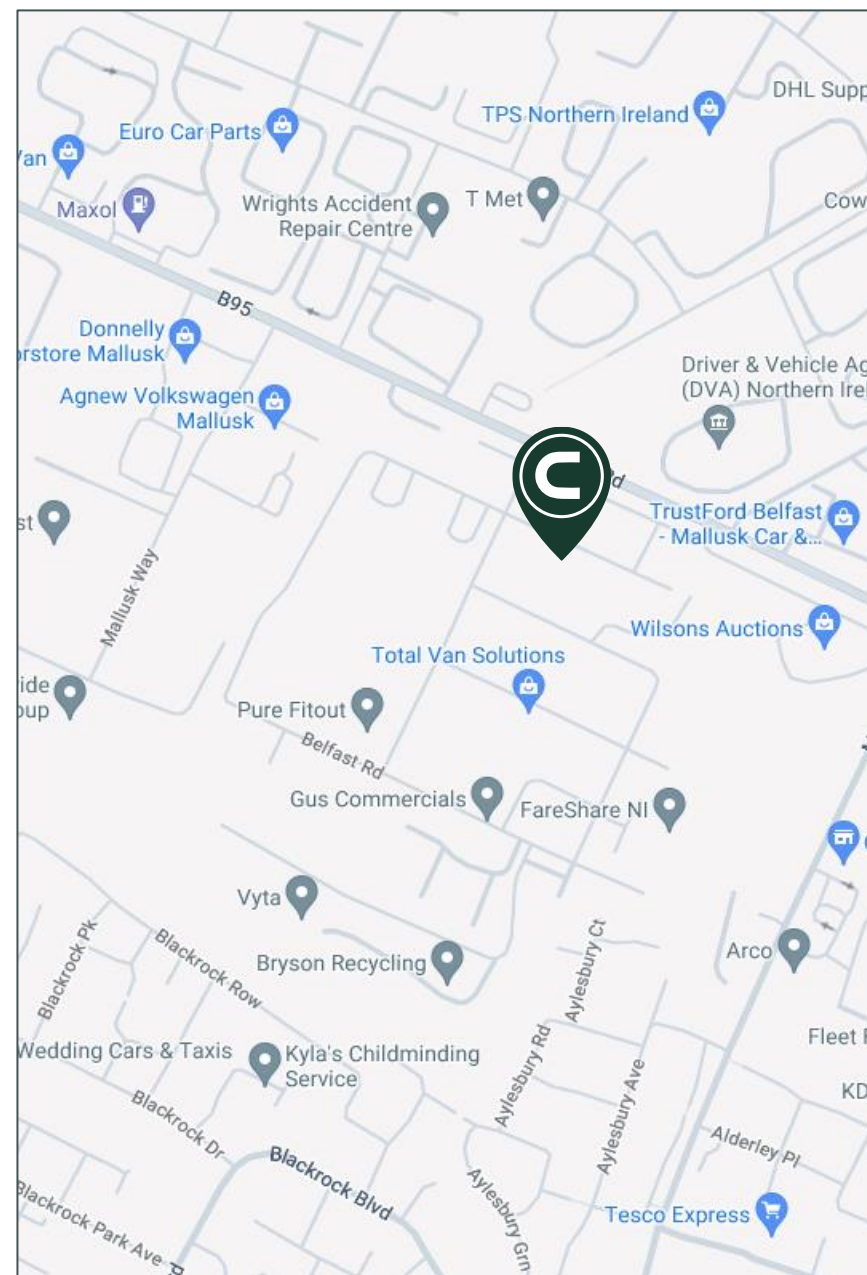 DHL Supp
TPS Northern Ireland
Euro Car Parts
Van
Maxol
Wrights Accident
Repair Centre
T Met
Cow
B95
Donnelly
orstore Mallusk
Agnew Volkswagen
Mallusk
Driver & Vehicle Ag
(DVA) Northern Irel
C
Rd
TrustFord Belfast
- Mallusk Car &...
st
Mallusk Way
Wilsons Auctions
Total Van Solutions
ide
oup
Pure Fitout
Belfast Rd
Gus Commercials
FareShare NI
Vyta
Blackrock Pk
Blackrock Row
Bryson Recycling
Aylesbury Ct
Arco
Wedding Cars & Taxis
Kyla's Childminding
Service
Aylesbury Rd
Aylesbury Ave
Fleet
KD
Blackrock Dr
Blackrock Blvd
Alderley Pl
Aylesbury Grn
Tesco Express
Blackrock Park Ave